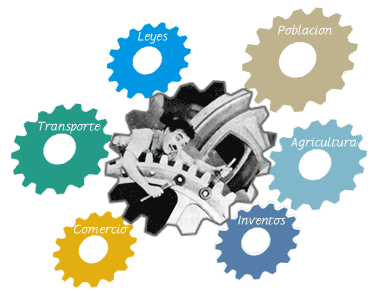 Leyes
Poblacion
Transporte
Agricultura
Comercio
Inventos